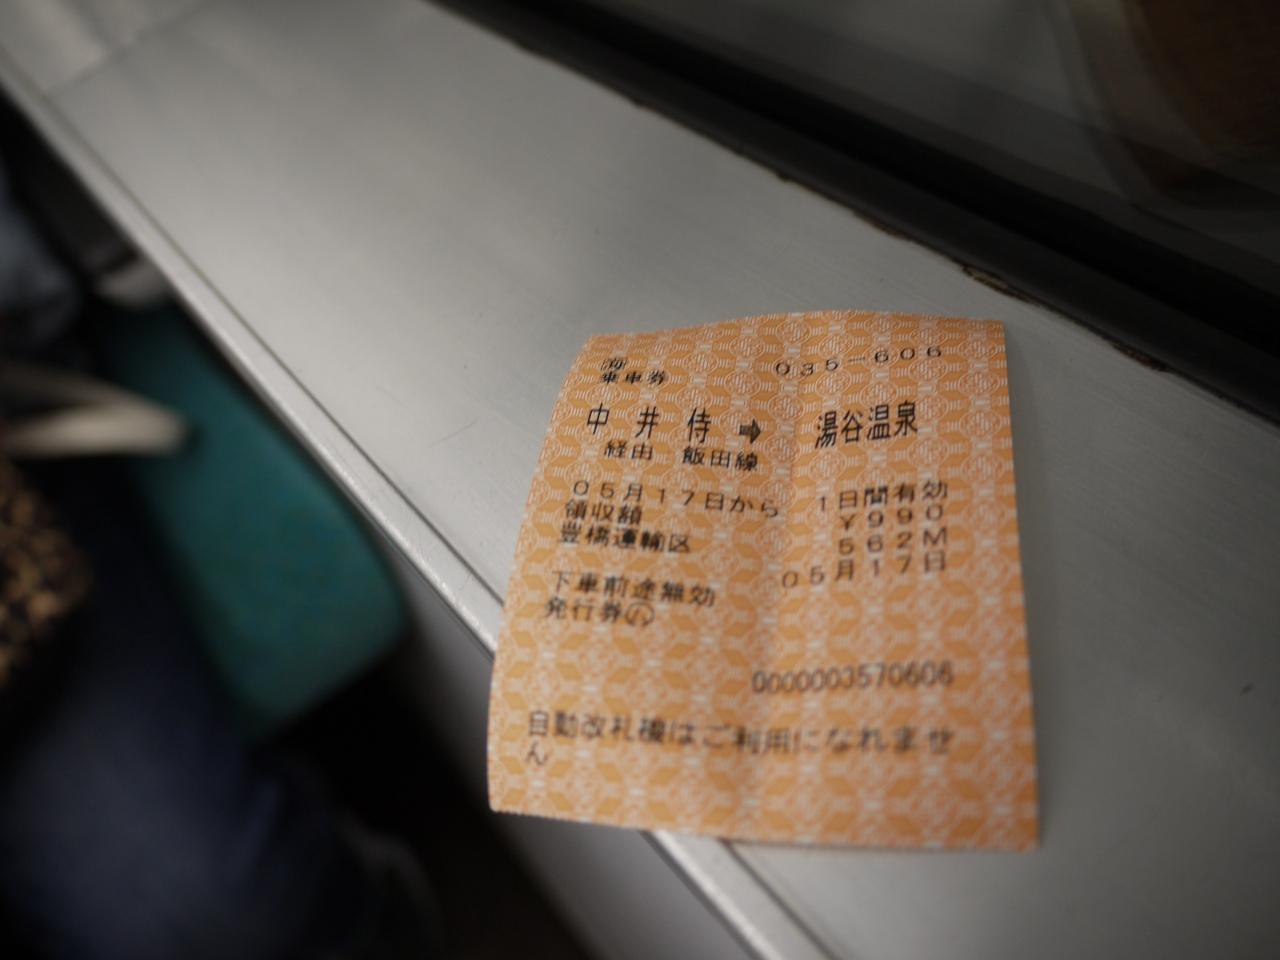 ㋲ 035-606
乗車券
中井侍➡湯谷温泉
経由 飯田線
05月17日から 1日間有効
領収額 ¥990
豊橋運輸区 562M
05月17日
下車前途無効
発行券の
0000003570606
自動改札機はご利用になれませ
ん